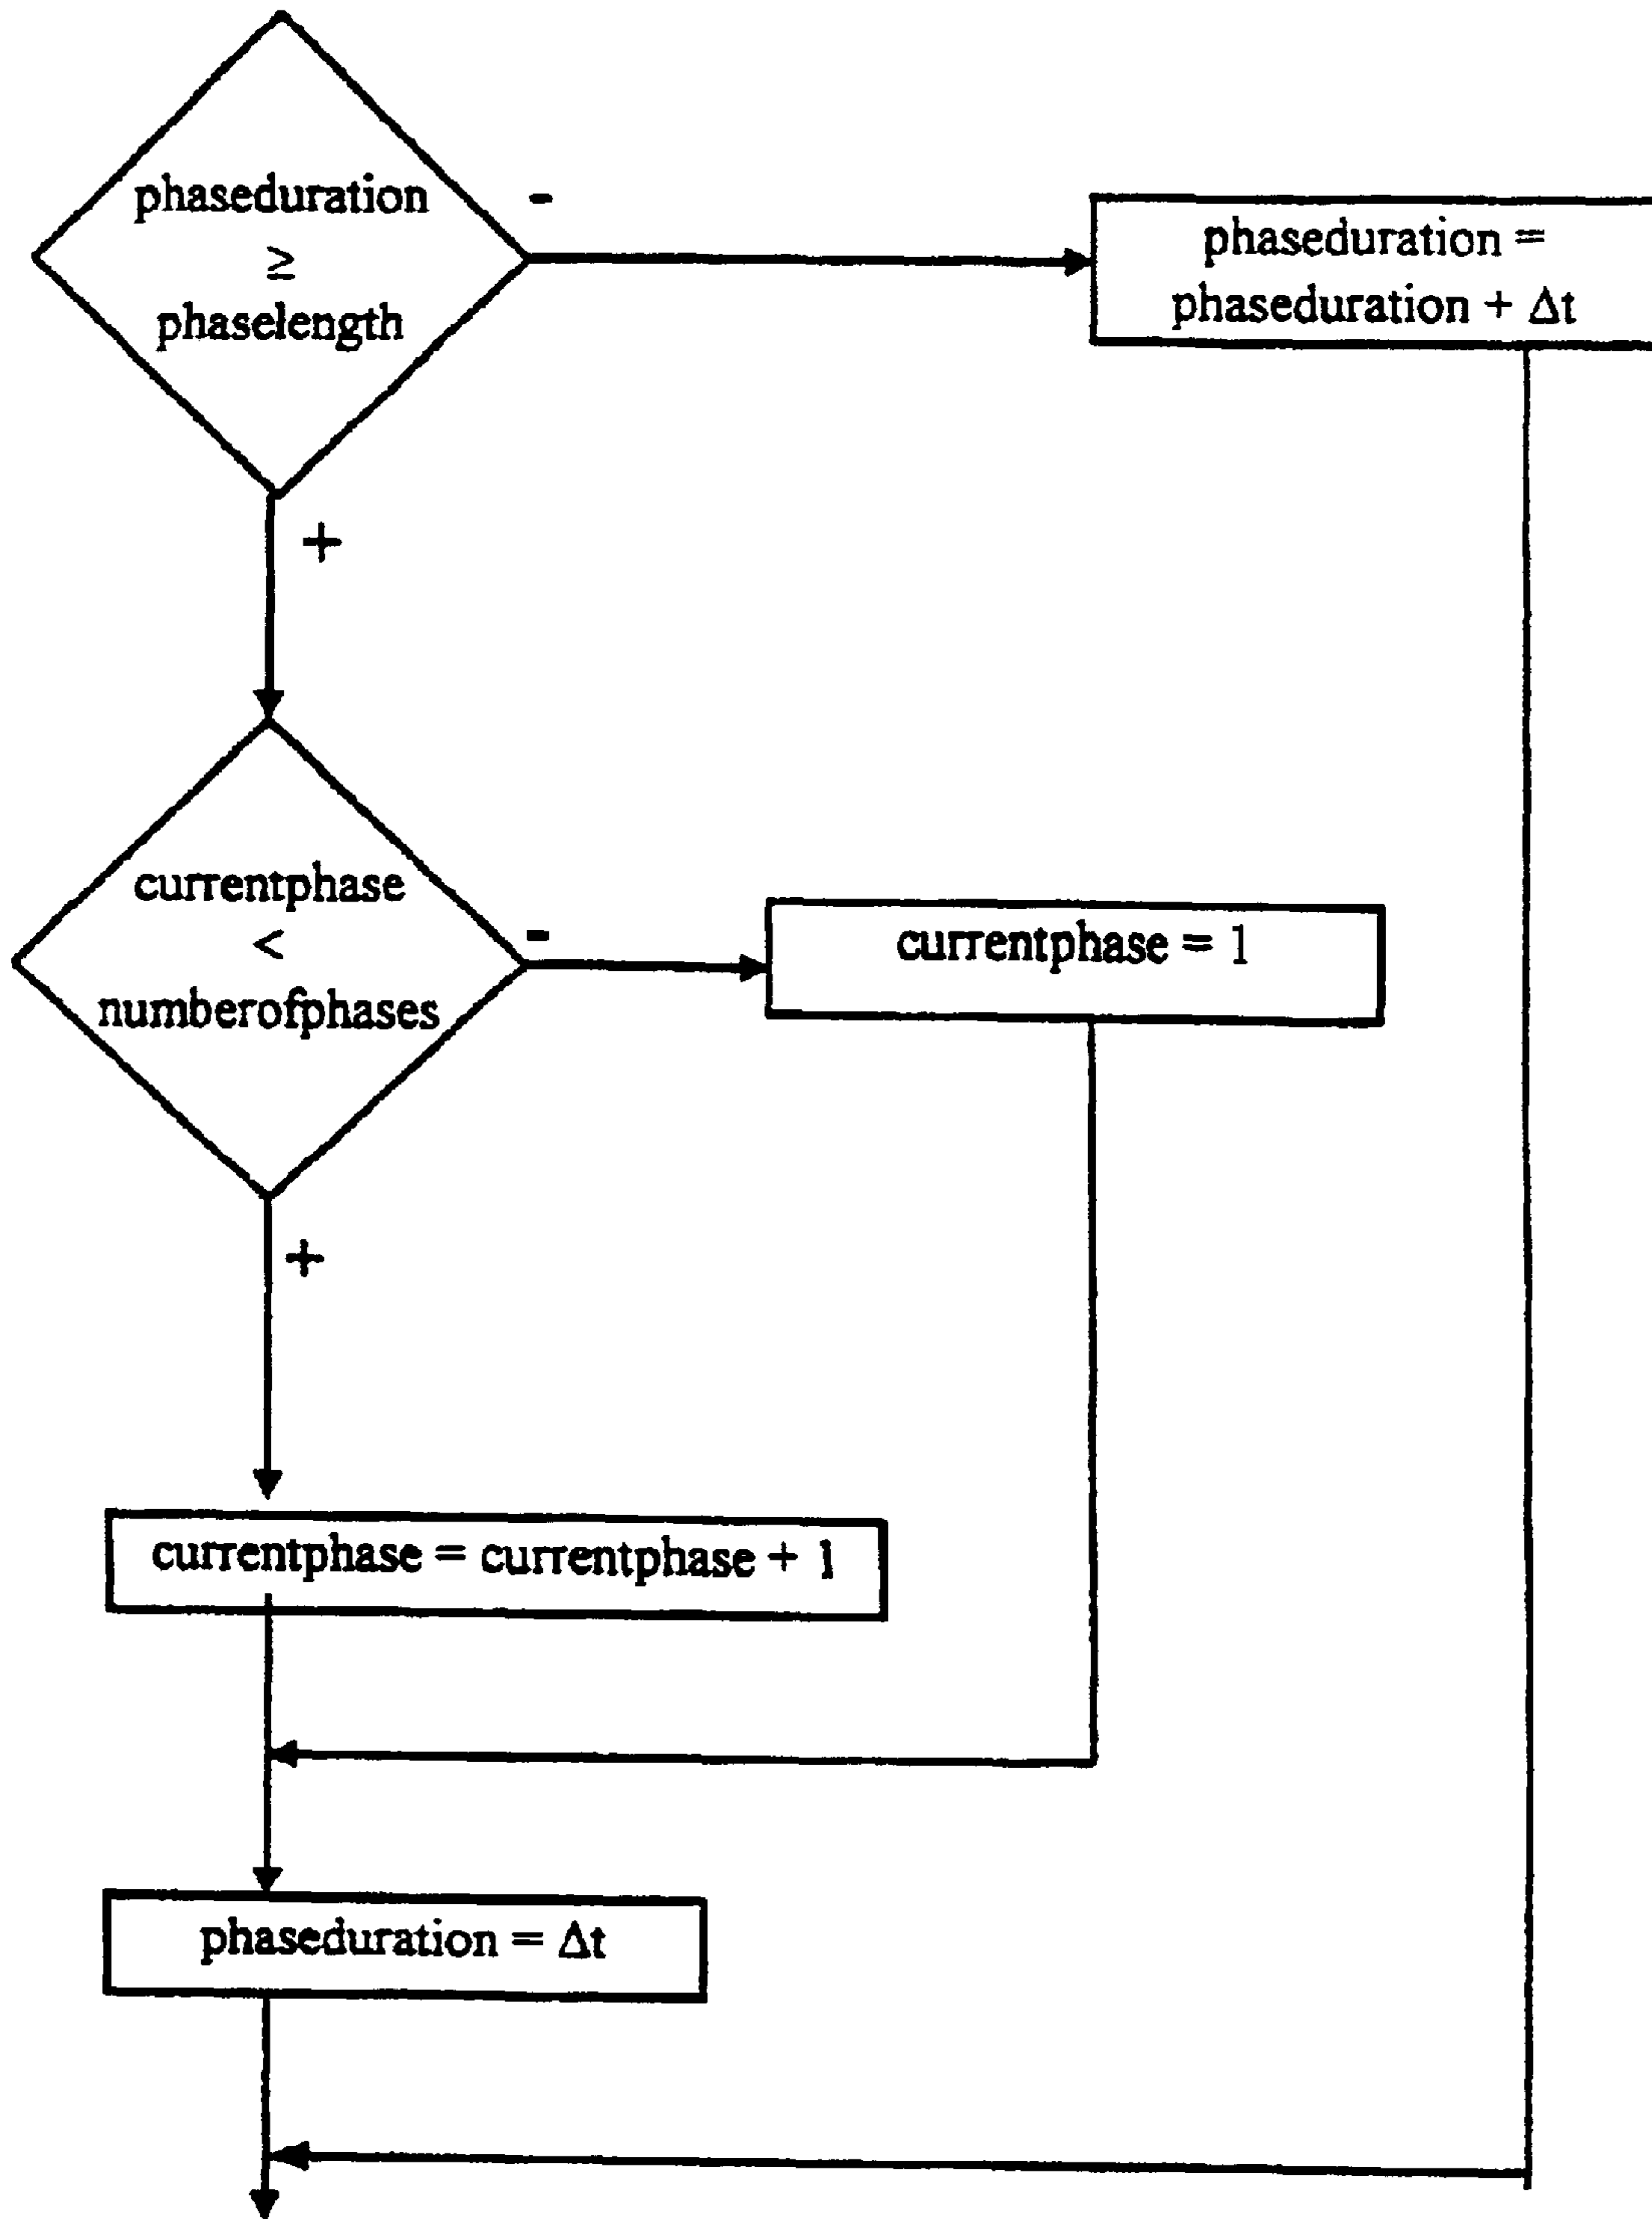 phaseduration
≥
phaselength
-
phaseduration =
phaseduration + Δt
+
currentphase
<
numberofphases
-
currentphase = 1
+
currentphase = currentphase + 1
phaseduration = Δt